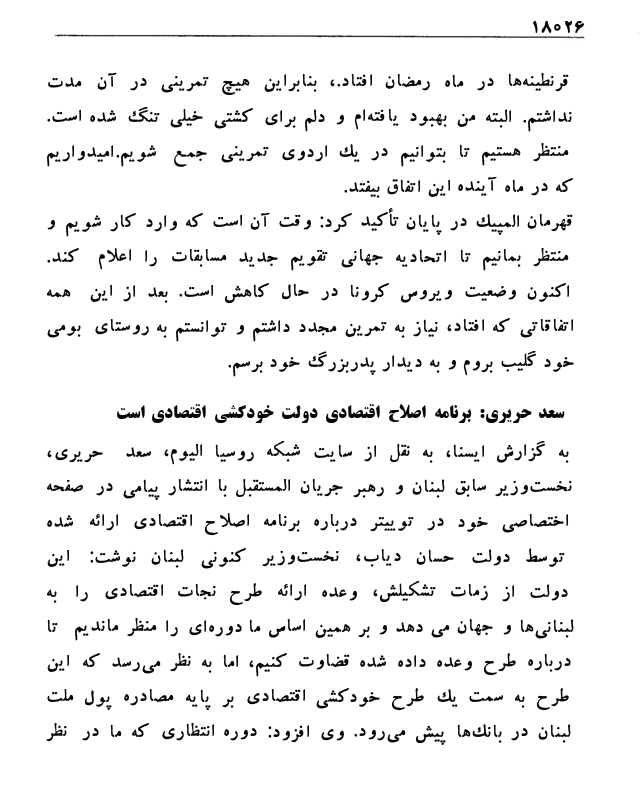 ۱۸۰۲۶
قرنطینه‌ها در ماه رمضان افتاد.، بنابراین هیچ تمرینی در آن مدت
نداشتم. البته من بهبود یافته‌ام و دلم برای کشتی خیلی تنگ شده است.
منتظر هستیم تا بتوانیم در یك اردوی تمرینی جمع شویم.امیدواریم
که در ماه آینده این اتفاق بیفتد.
قهرمان المپیك در پایان تأکید کرد: وقت آن است که وارد کار شویم و
منتظر بمانیم تا اتحادیه جهانی تقویم جدید مسابقات را اعلام کند.
اکنون وضعیت ویروس کرونا در حال کاهش است. بعد از این همه
اتفاقاتی که افتاد، نیاز به تمرین مجدد داشتم و توانستم به روستای بومی
خود گلیب بروم و به دیدار پدربزرگ خود برسم.
سعد حریری: برنامه اصلاح اقتصادی دولت خودکشی اقتصادی است
به گزارش ایسنا، به نقل از سایت شبکه روسیا الیوم، سعد حریری،
نخست‌وزیر سابق لبنان و رهبر جریان المستقبل با انتشار پیامی در صفحه
اختصاصی خود در توییتر درباره برنامه اصلاح اقتصادی ارائه شده
توسط دولت حسان دیاب، نخست‌وزیر کنونی لبنان نوشت: این
دولت از زمات تشکیلش، وعده ارائه طرح نجات اقتصادی را به
لبنانی‌ها و جهان می دهد و بر همین اساس ما دوره‌ای را منظر ماندیم تا
درباره طرح وعده داده شده قضاوت کنیم، اما به نظر می‌رسد که این
طرح به سمت یك طرح خودکشی اقتصادی بر پایه مصادره پول ملت
لبنان در بانك‌ها پیش می‌رود. وی افزود: دوره انتظاری که ما در نظر